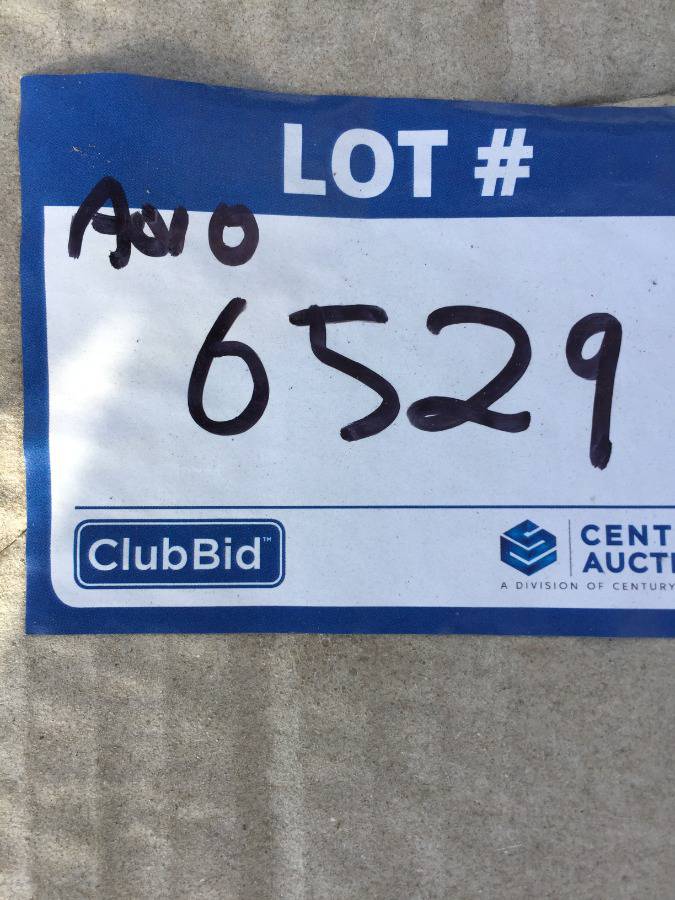 LOT #
6529
ClubBid™
CENT
AUCTI
A DIVISION OF CENTURY